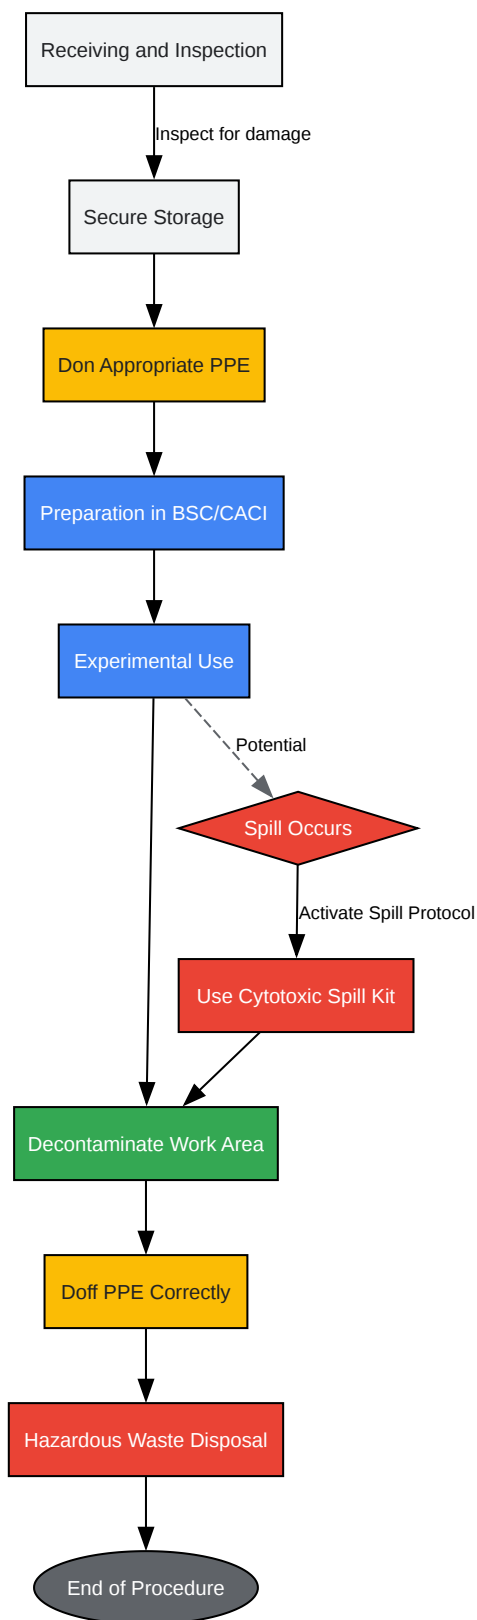 Receiving and Inspection
Inspect for damage
Secure Storage
Don Appropriate PPE
Preparation in BSC/CACI
Experimental Use
Potential
Spill Occurs
Activate Spill Protocol
Use Cytotoxic Spill Kit
Decontaminate Work Area
Doff PPE Correctly
Hazardous Waste Disposal
End of Procedure